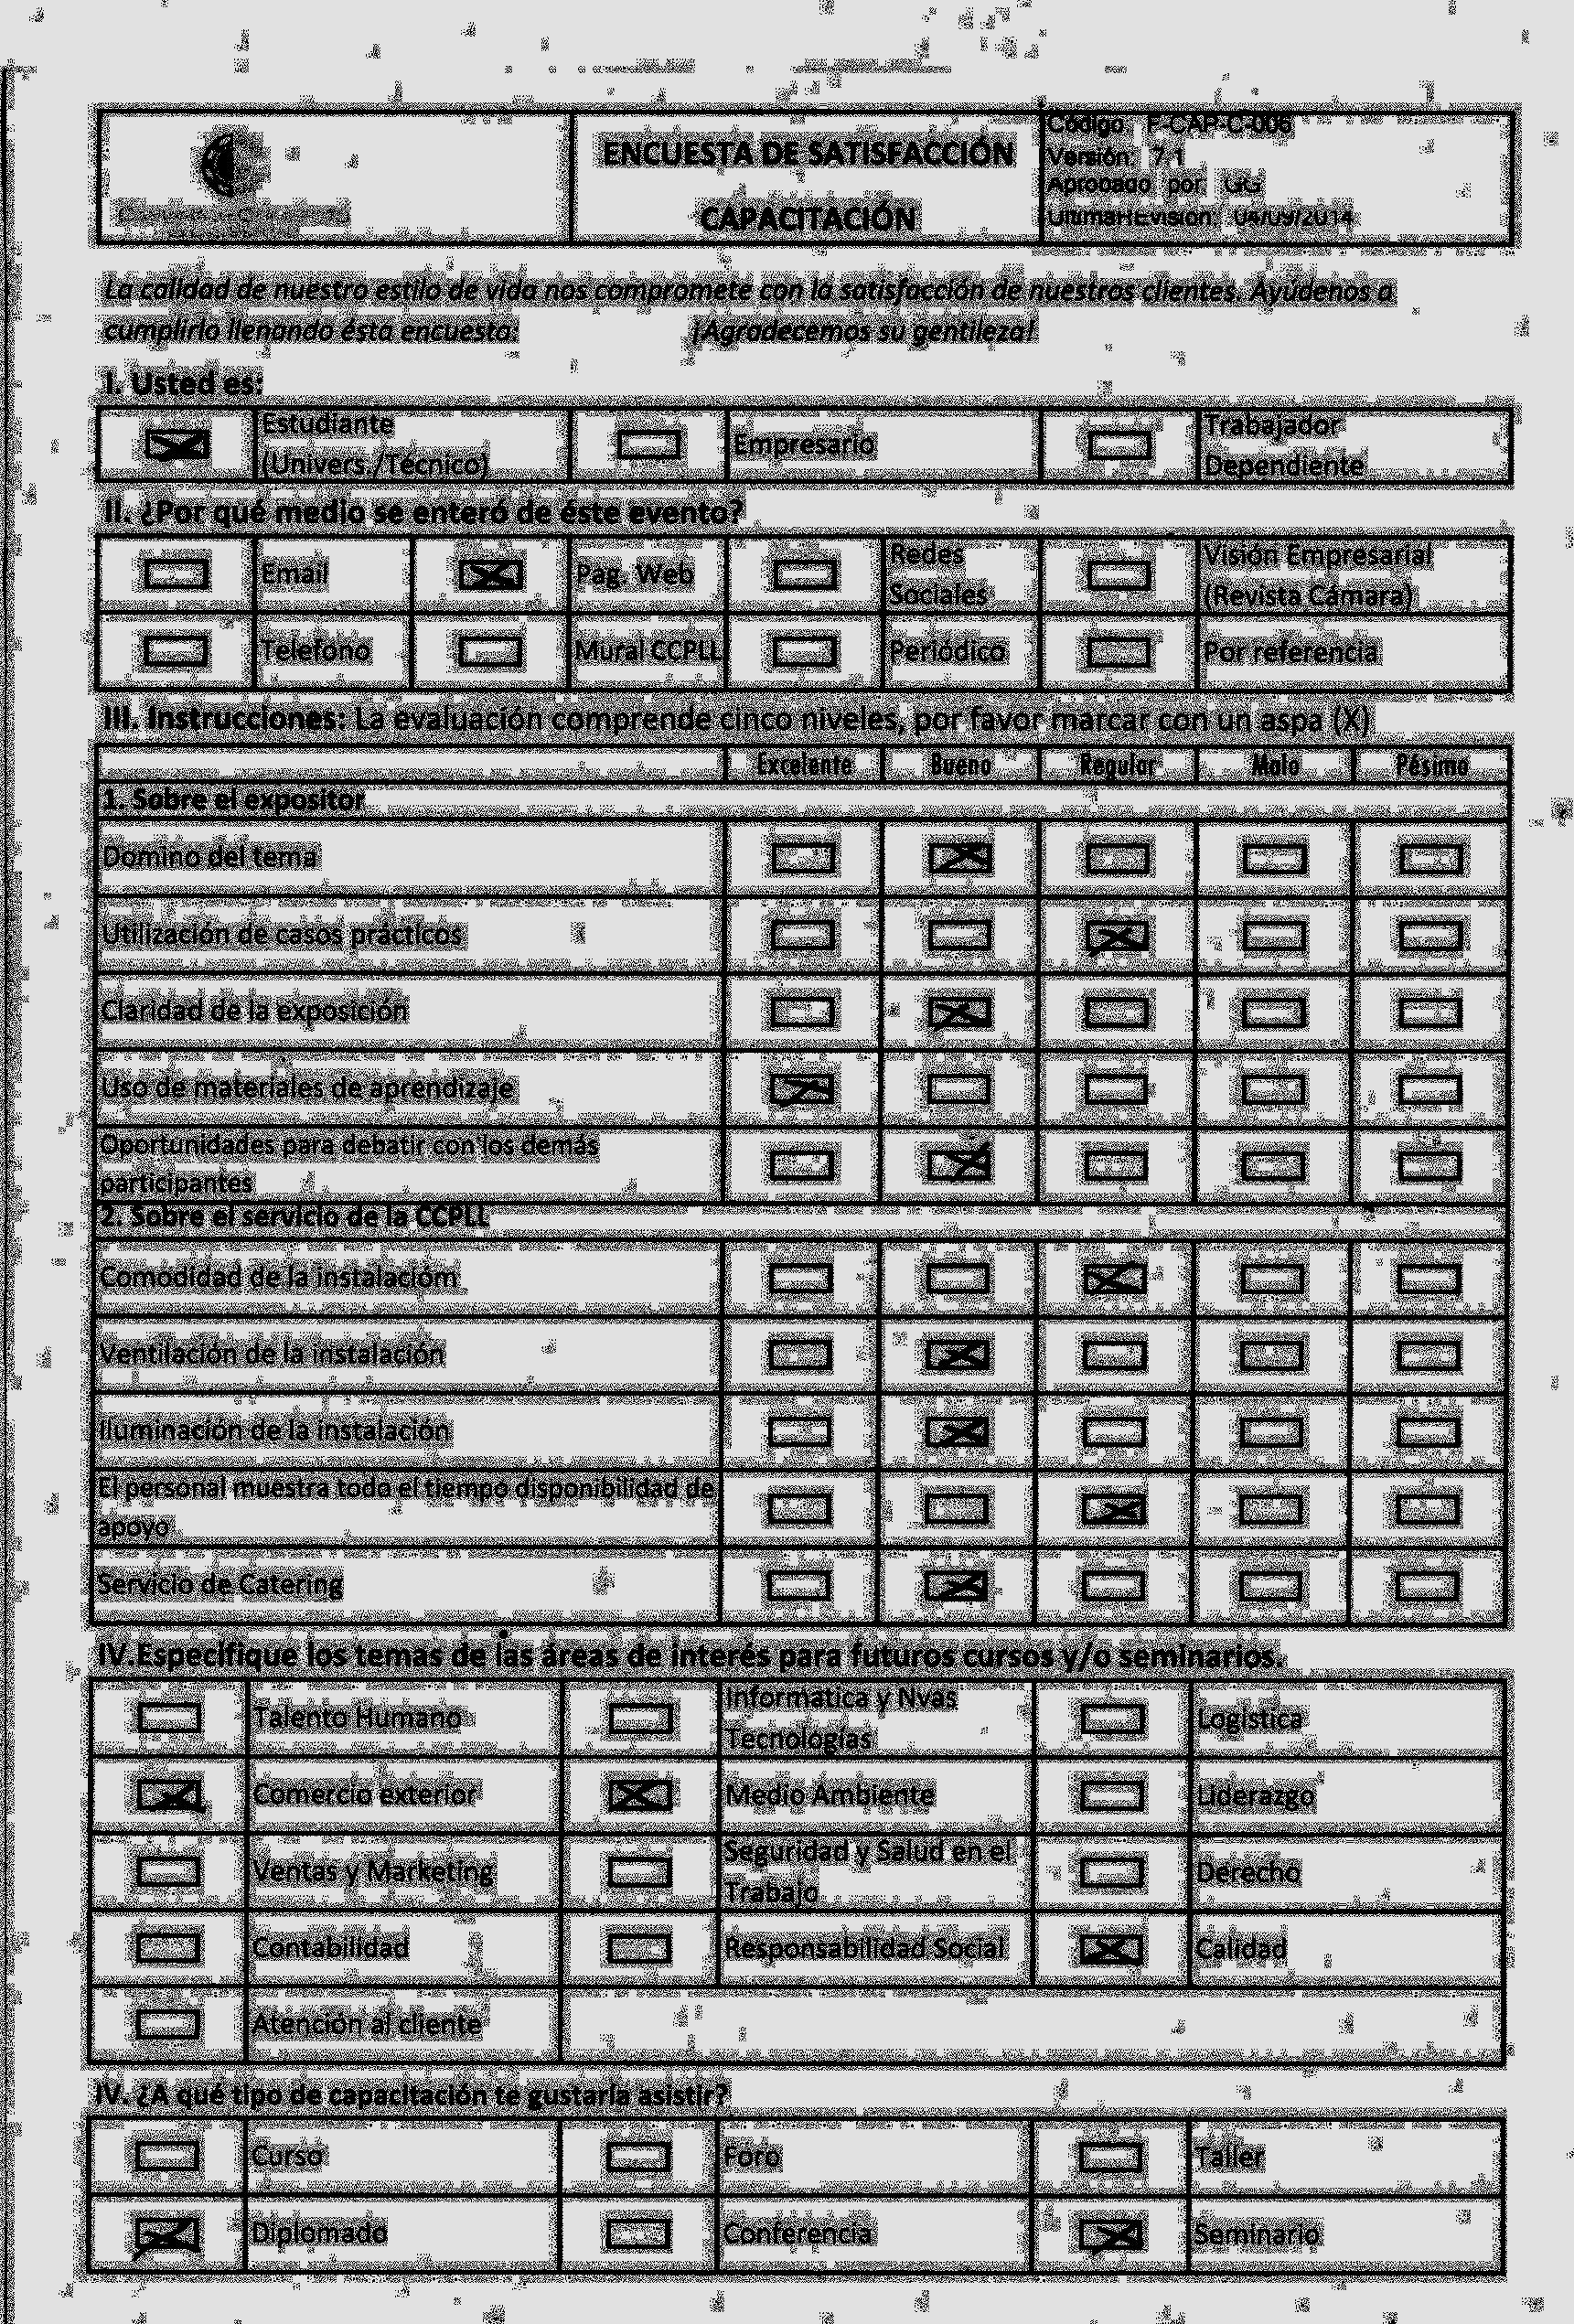 ENCUESTA DE SATISFACCIÓN
CAPACITACIÓN
Código: F-CAP-C-006
Versión: 7.1
Aprobado por: GG
UltimaREvisión: 04/09/2014
La calidad de nuestro estilo de vida nos compromete con la satisfacción de nuestros clientes. Ayúdenos a
cumplirlo llenando ésta encuesta: ¡Agradecemos su gentileza!
I. Usted es:
Estudiante
(Univers./Técnico)
Empresario
Trabajador
Dependiente
II. ¿Por qué medio se enteró de éste evento?
Email
Pag. Web
Redes
Sociales
Visión Empresarial
(Revista Cámara)
Telefono
Mural CCPLL
Periódico
Por referencia
III. Instrucciones: La evaluación comprende cinco niveles, por favor marcar con un aspa (X)
Excelente Bueno Regular Malo Pésimo
1. Sobre el expositor
Domino del tema
Utilización de casos prácticos
Claridad de la exposición
Uso de materiales de aprendizaje
Oportunidades para debatir con los demás
participantes
2. Sobre el servicio de la CCPLL
Comodidad de la instalacióm
Ventilación de la instalación
Iluminación de la instalación
El personal muestra todo el tiempo disponibilidad de
apoyo
Servicio de Catering
IV.Especifique los temas de las áreas de interés para futuros cursos y/o seminarios.
Talento Humano
Informatica y Nvas
Tecnologías
Logística
Comercio exterior
Medio Ambiente
Liderazgo
Ventas y Marketing
Seguridad y Salud en el
Trabajo
Derecho
Contabilidad
Responsabilidad Social
Calidad
Atención al cliente
IV. ¿A qué tipo de capacitación te gustaría asistir?
Curso
Foro
Taller
Diplomado
Conferencia
Seminario